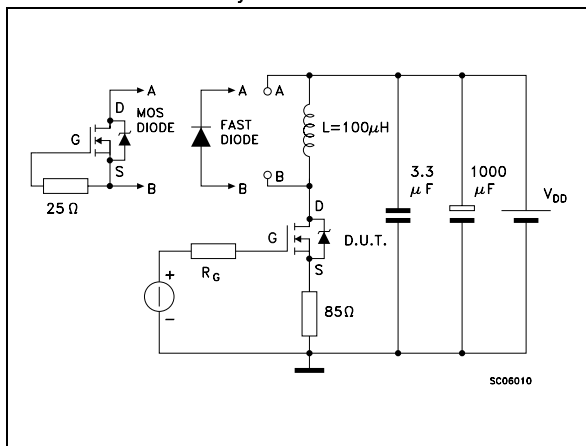 A
A
A
D
MOS
DIODE
FAST
DIODE
L=100μH
G
S
B
B
B
25 Ω
3.3
μF
1000
μF
V_DD
D
G
D.U.T.
S
R_G
+
−
85Ω
SC06010